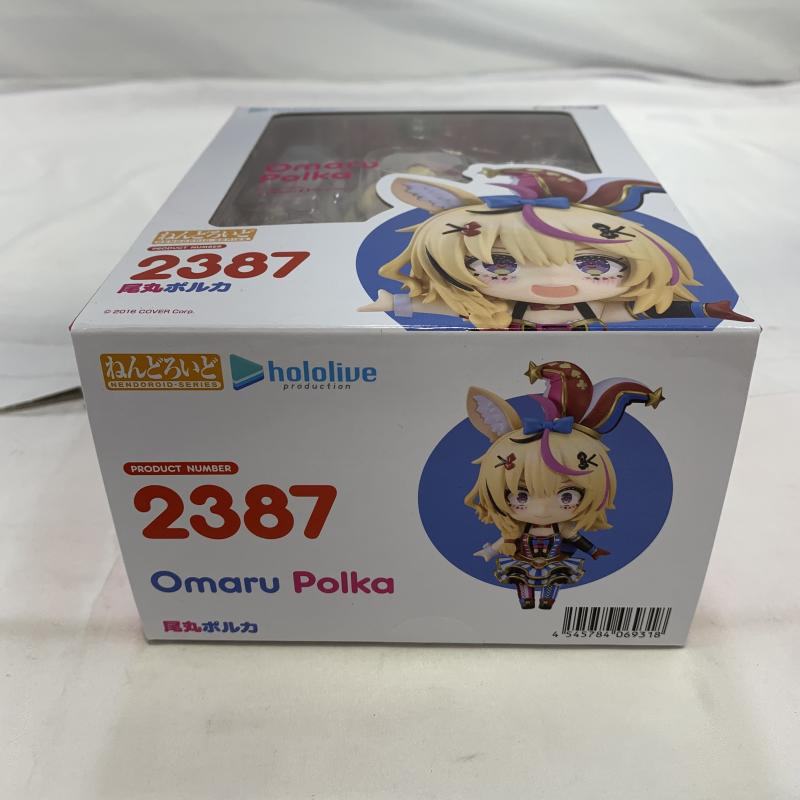 Omaru
Polka
ねんどろいど
NENDOROID-SERIES
PRODUCT NUMBER
2387
尾丸ポルカ
© 2016 COVER Corp.
ねんどろいど
NENDOROID-SERIES
hololive
production
PRODUCT NUMBER
2387
Omaru Polka
尾丸ポルカ
4 545784 069318